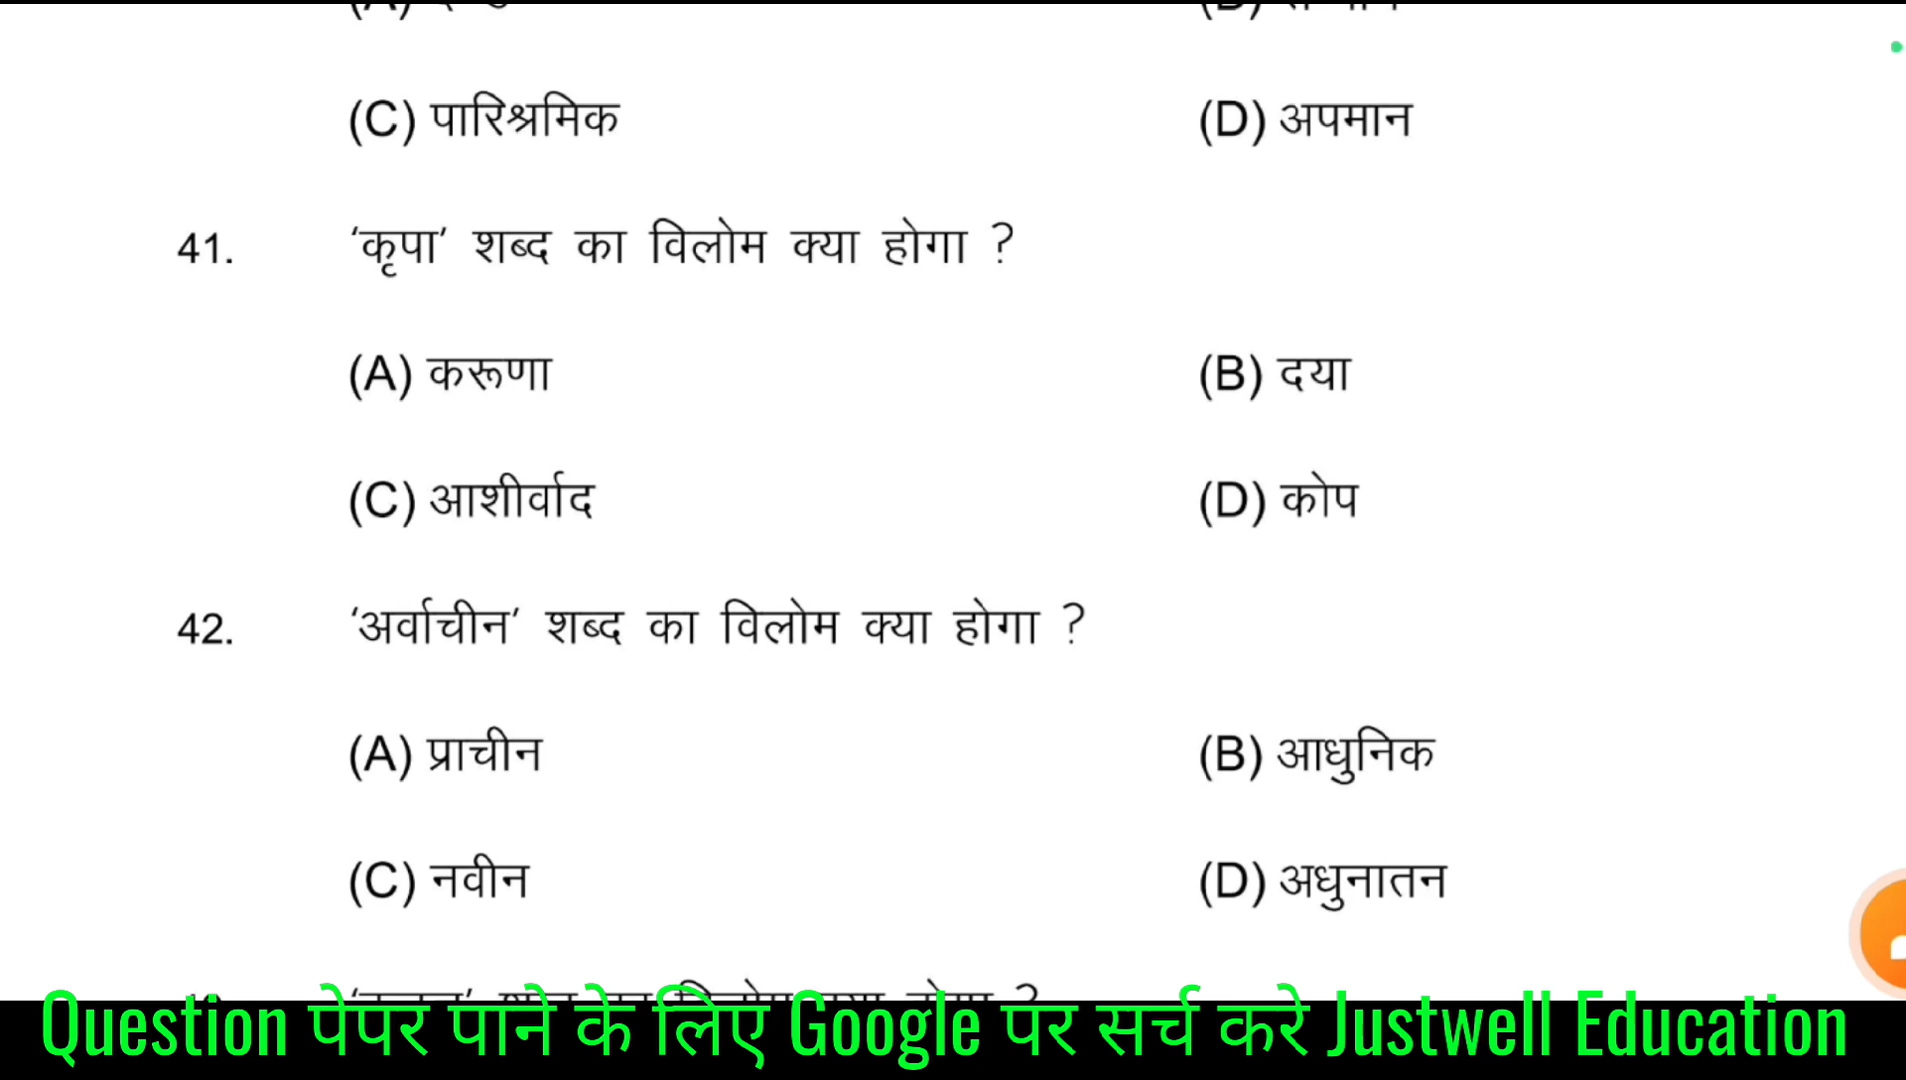 (C) पारिश्रमिक (D) अपमान
41. ‘कृपा’ शब्द का विलोम क्या होगा ?
(A) करूणा (B) दया
(C) आशीर्वाद (D) कोप
42. ‘अर्वाचीन’ शब्द का विलोम क्या होगा ?
(A) प्राचीन (B) आधुनिक
(C) नवीन (D) अधुनातन
Question पेपर पाने के लिए Google पर सर्च करे Justwell Education